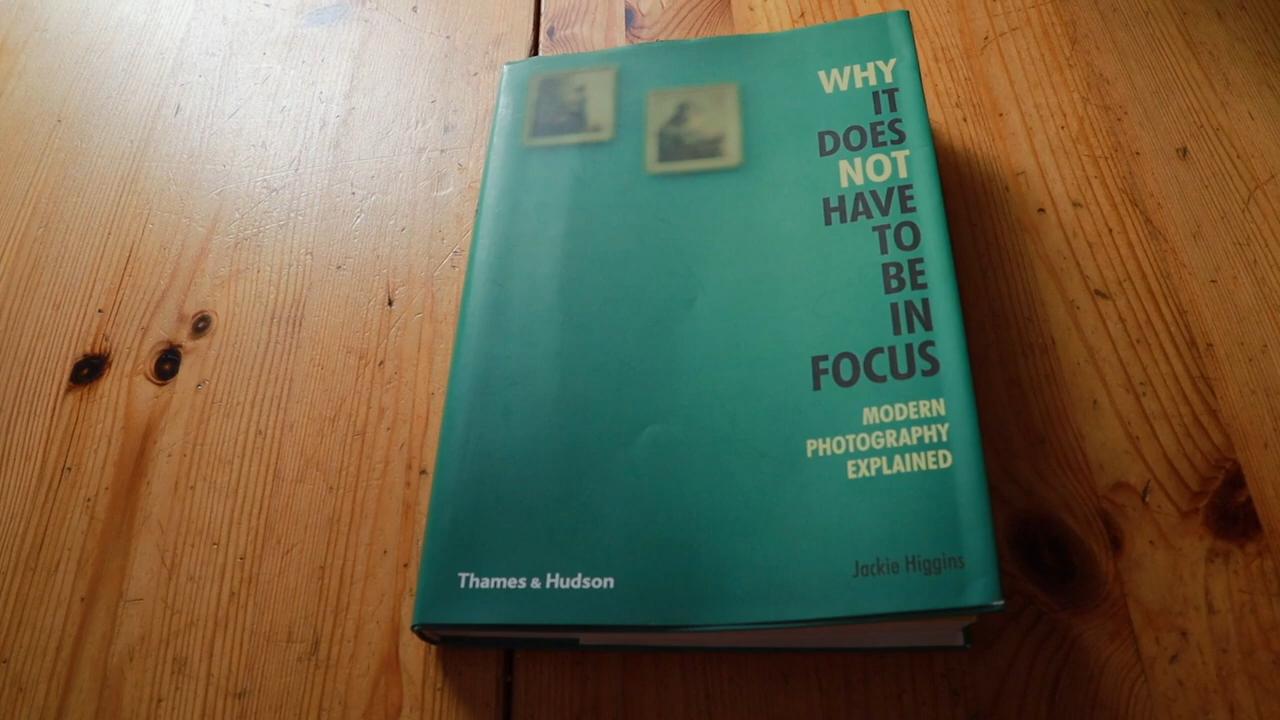 WHY
IT
DOES
NOT
HAVE
TO
BE
IN
FOCUS
MODERN
PHOTOGRAPHY
EXPLAINED
Jackie Higgins
Thames & Hudson